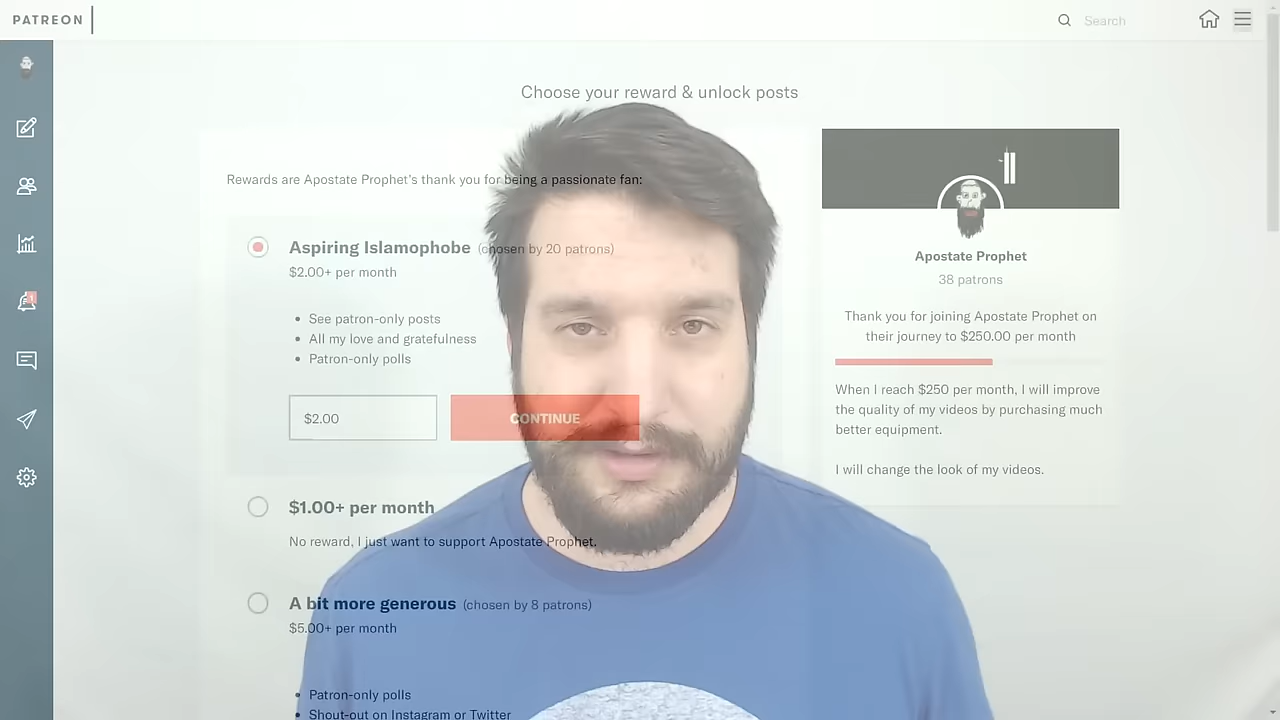 PATREON
Search
Choose your reward & unlock posts
Rewards are Apostate Prophet's thank you for being a passionate fan:
Aspiring Islamophobe (chosen by 20 patrons)
$2.00+ per month
See patron-only posts
All my love and gratefulness
Patron-only polls
$2.00
CONTINUE
$1.00+ per month
No reward, I just want to support Apostate Prophet.
A bit more generous (chosen by 8 patrons)
$5.00+ per month
Patron-only polls
Shout-out on Instagram or Twitter
1
Apostate Prophet
38 patrons
Thank you for joining Apostate Prophet on
their journey to $250.00 per month
When I reach $250 per month, I will improve
the quality of my videos by purchasing much
better equipment.
I will change the look of my videos.